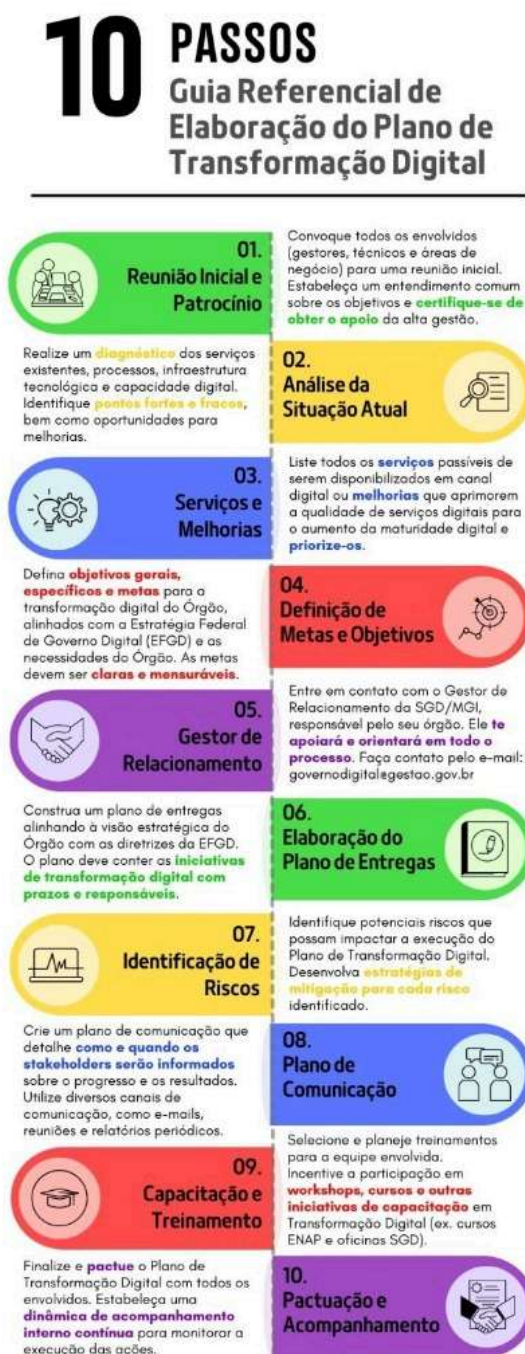 10 PASSOS
Guia Referencial de
Elaboração do Plano de
Transformação Digital
01.
Reunião Inicial e
Patrocínio
Convoque todos os envolvidos
(gestores, técnicos e áreas de
negócio) para uma reunião inicial.
Estabeleça um entendimento comum
sobre os objetivos e certifique-se de
obter o apoio da alta gestão.
02.
Análise da
Situação Atual
Realize um diagnóstico dos serviços
existentes, processos, infraestrutura
tecnológica e capacidade digital.
Identifique pontos fortes e fracos,
bem como oportunidades para
melhorias.
03.
Serviços e
Melhorias
Liste todos os serviços passíveis de
serem disponibilizados em canal
digital ou melhorias que aprimorem
a qualidade de serviços digitais para
o aumento da maturidade digital e
priorize-os.
04.
Definição de
Metas e Objetivos
Defina objetivos gerais,
específicos e metas para a
transformação digital do Órgão,
alinhados com a Estratégia Federal
de Governo Digital (EFGD) e as
necessidades do Órgão. As metas
devem ser claras e mensuráveis.
05.
Gestor de
Relacionamento
Entre em contato com o Gestor de
Relacionamento da SGD/MGI,
responsável pelo seu órgão. Ele te
apoiará e orientará em todo o
processo. Faça contato pelo e-mail:
governodigital@gestao.gov.br
06.
Elaboração do
Plano de Entregas
Construa um plano de entregas
alinhando à visão estratégica do
Órgão com as diretrizes da EFGD.
O plano deve conter as iniciativas
de transformação digital com
prazos e responsáveis.
07.
Identificação de
Riscos
Identifique potenciais riscos que
possam impactar a execução do
Plano de Transformação Digital.
Desenvolva estratégias de
mitigação para cada risco
identificado.
08.
Plano de
Comunicação
Crie um plano de comunicação que
detalhe como e quando os
stakeholders serão informados
sobre o progresso e os resultados.
Utilize diversos canais de
comunicação, como e-mails,
reuniões e relatórios periódicos.
09.
Capacitação e
Treinamento
Selecione e planeje treinamentos
para a equipe envolvida.
Incentive a participação em
workshops, cursos e outras
iniciativas de capacitação em
Transformação Digital (ex. cursos
ENAP e oficinas SGD).
10.
Pactuação e
Acompanhamento
Finalize e pactue o Plano de
Transformação Digital com todos os
envolvidos. Estabeleça uma
dinâmica de acompanhamento
interno contínua para monitorar a
execução das ações.